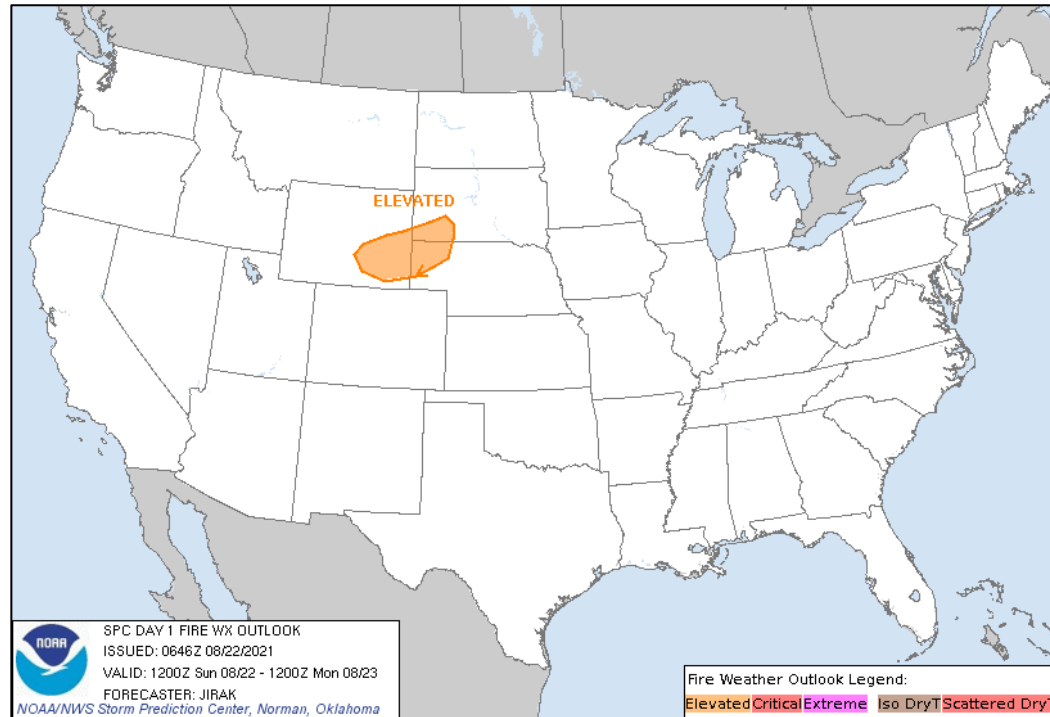 ELEVATED
NOAA
SPC DAY 1 FIRE WX OUTLOOK
ISSUED: 0646Z 08/22/2021
VALID: 1200Z Sun 08/22 - 1200Z Mon 08/23
FORECASTER: JIRAK
NOAA/NWS Storm Prediction Center, Norman, Oklahoma
Fire Weather Outlook Legend:
Elevated Critical Extreme Iso DryT Scattered DryT